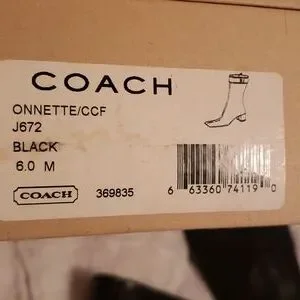 COACH
ONNETTE/CCF
J672
BLACK
6.0 M
COACH 369835 6 63360 74119 0